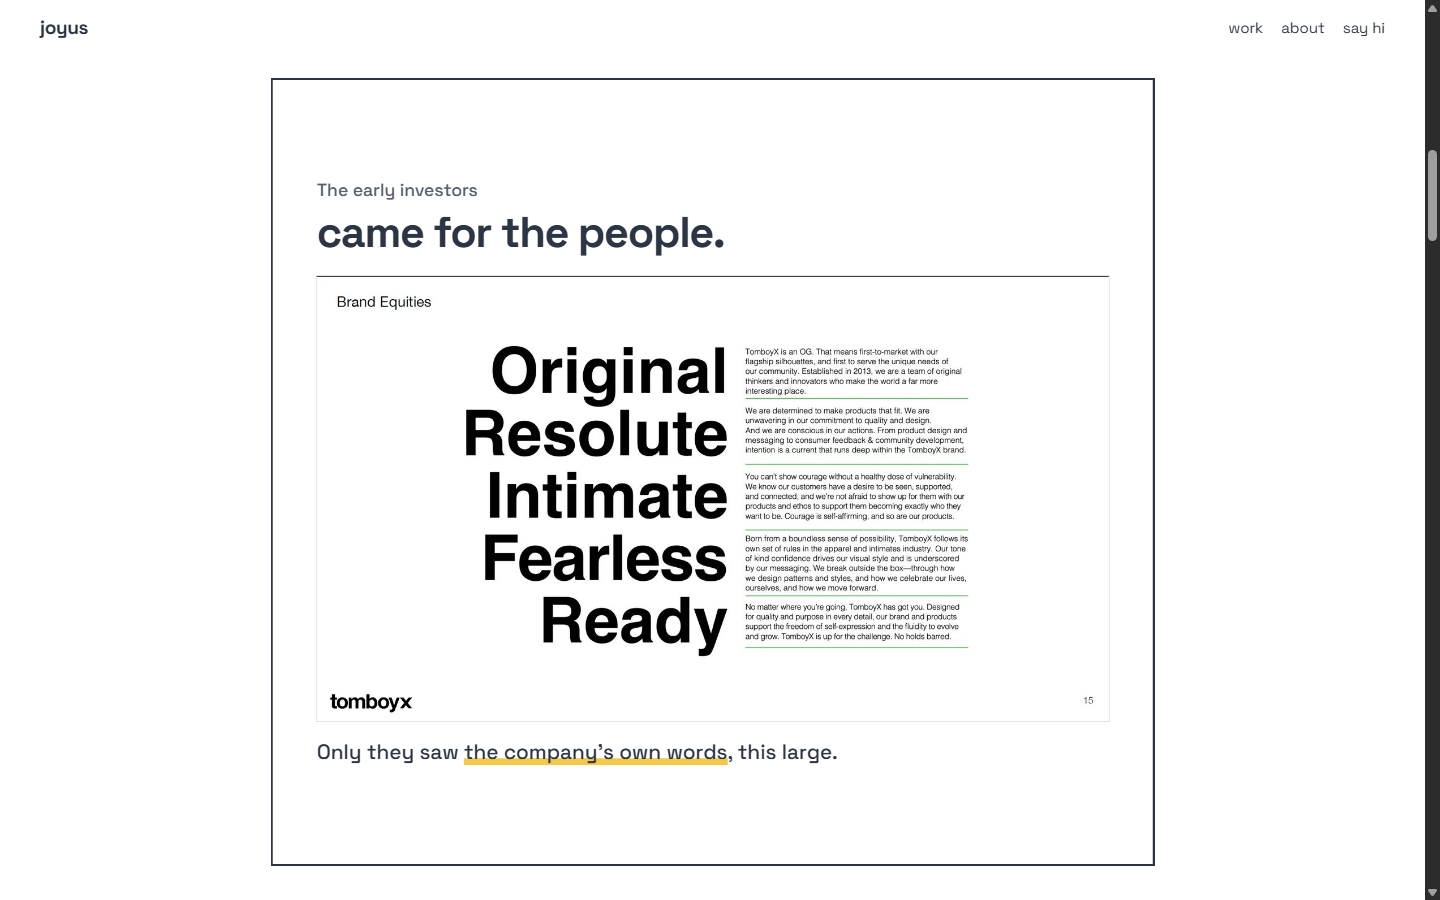 joyus
work about say hi
The early investors
came for the people.
Brand Equities
Original
TomboyX is an OG. That means first-to-market with our
flagship silhouettes, and first to serve the unique needs of
our community. Established in 2013, we are a team of original
thinkers and innovators who make the world a far more
interesting place.
Resolute
We are determined to make products that fit. We are
unwavering in our commitment to quality and design.
And we are conscious in our actions. From product design and
messaging to consumer feedback & community development,
intention is a current that runs deep within the TomboyX brand.
Intimate
You can't show courage without a healthy dose of vulnerability.
We know our customers have a desire to be seen, supported,
and connected, and we're not afraid to show up for them with our
products and ethos to support them becoming exactly who they
want to be. Courage is self-affirming, and so are our products.
Fearless
Born from a boundless sense of possibility, TomboyX follows its
own set of rules in the apparel and intimates industry. Our tone
of kind confidence drives our visual style and is underscored
by our messaging. We break outside the box—through how
we design patterns and styles, and how we celebrate our lives,
ourselves, and how we move forward.
Ready
No matter where you're going, TomboyX has got you. Designed
for quality and purpose in every detail, our brand and products
support the freedom of self-expression and the fluidity to evolve
and grow. TomboyX is up for the challenge. No holds barred.
tomboyx
15
Only they saw the company’s own words, this large.